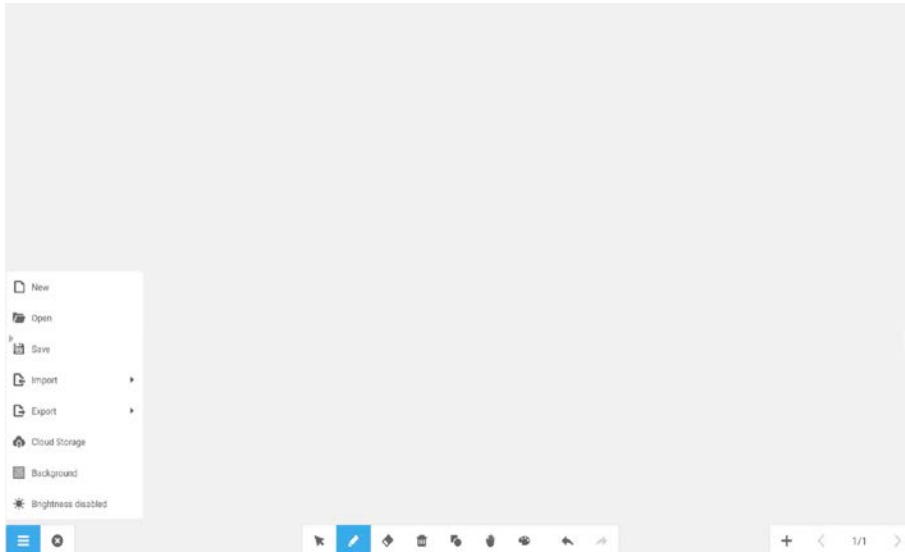 New
Open
Save
Import
Export
Cloud Storage
Background
Brightness disabled
1/1